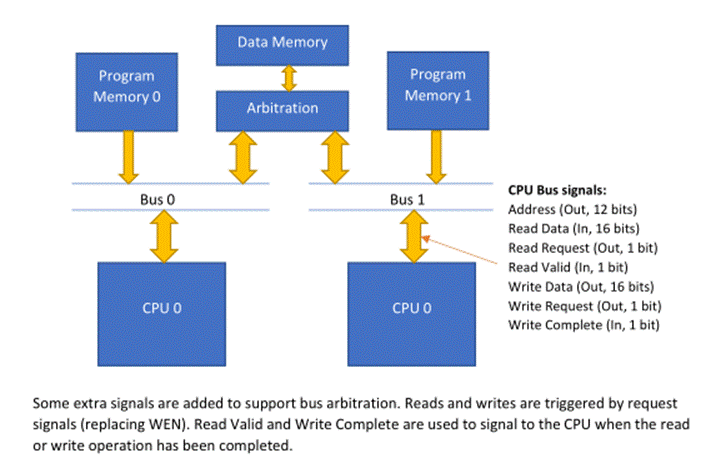 Data Memory
Program
Memory 0
Program
Memory 1
Arbitration
Bus 0
Bus 1
CPU 0
CPU 0
CPU Bus signals:
Address (Out, 12 bits)
Read Data (In, 16 bits)
Read Request (Out, 1 bit)
Read Valid (In, 1 bit)
Write Data (Out, 16 bits)
Write Request (Out, 1 bit)
Write Complete (In, 1 bit)
Some extra signals are added to support bus arbitration. Reads and writes are triggered by request
signals (replacing WEN). Read Valid and Write Complete are used to signal to the CPU when the read
or write operation has been completed.